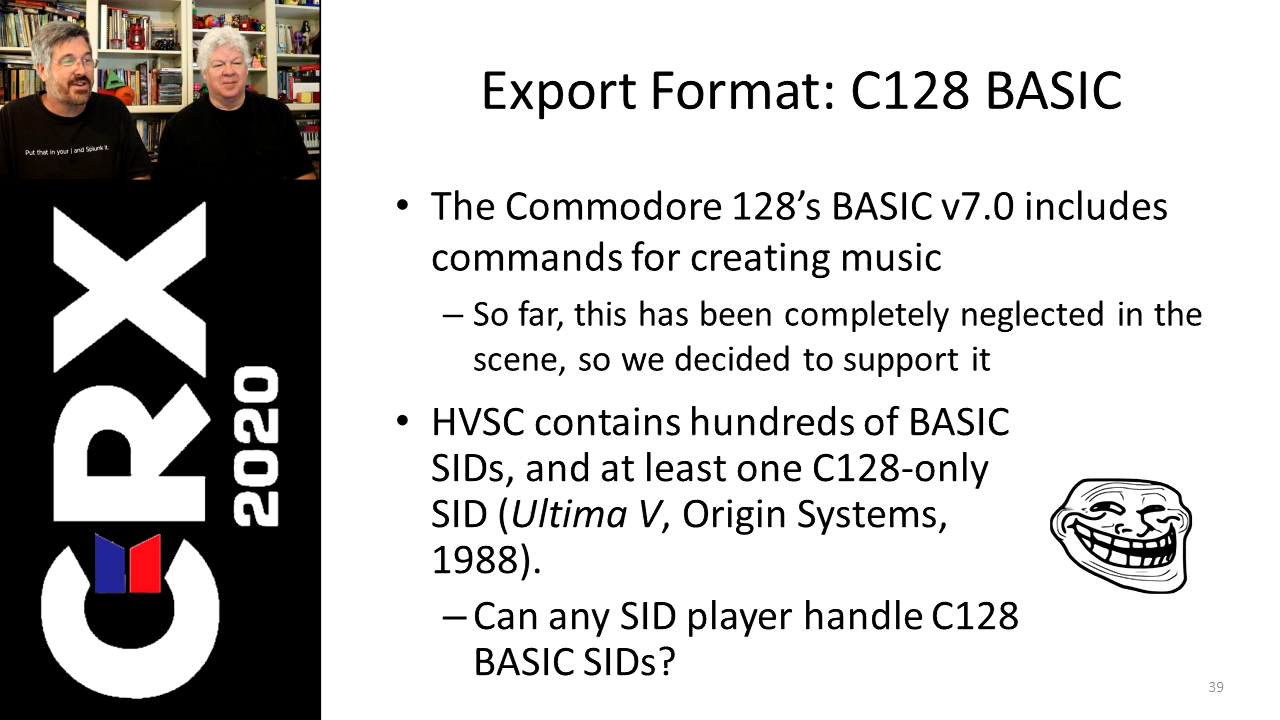 Put that in your | and Splunk it.
CRX
2020
Export Format: C128 BASIC
• The Commodore 128’s BASIC v7.0 includes
commands for creating music
– So far, this has been completely neglected in the
scene, so we decided to support it
• HVSC contains hundreds of BASIC
SIDs, and at least one C128-only
SID (Ultima V, Origin Systems,
1988).
– Can any SID player handle C128
BASIC SIDs?
39